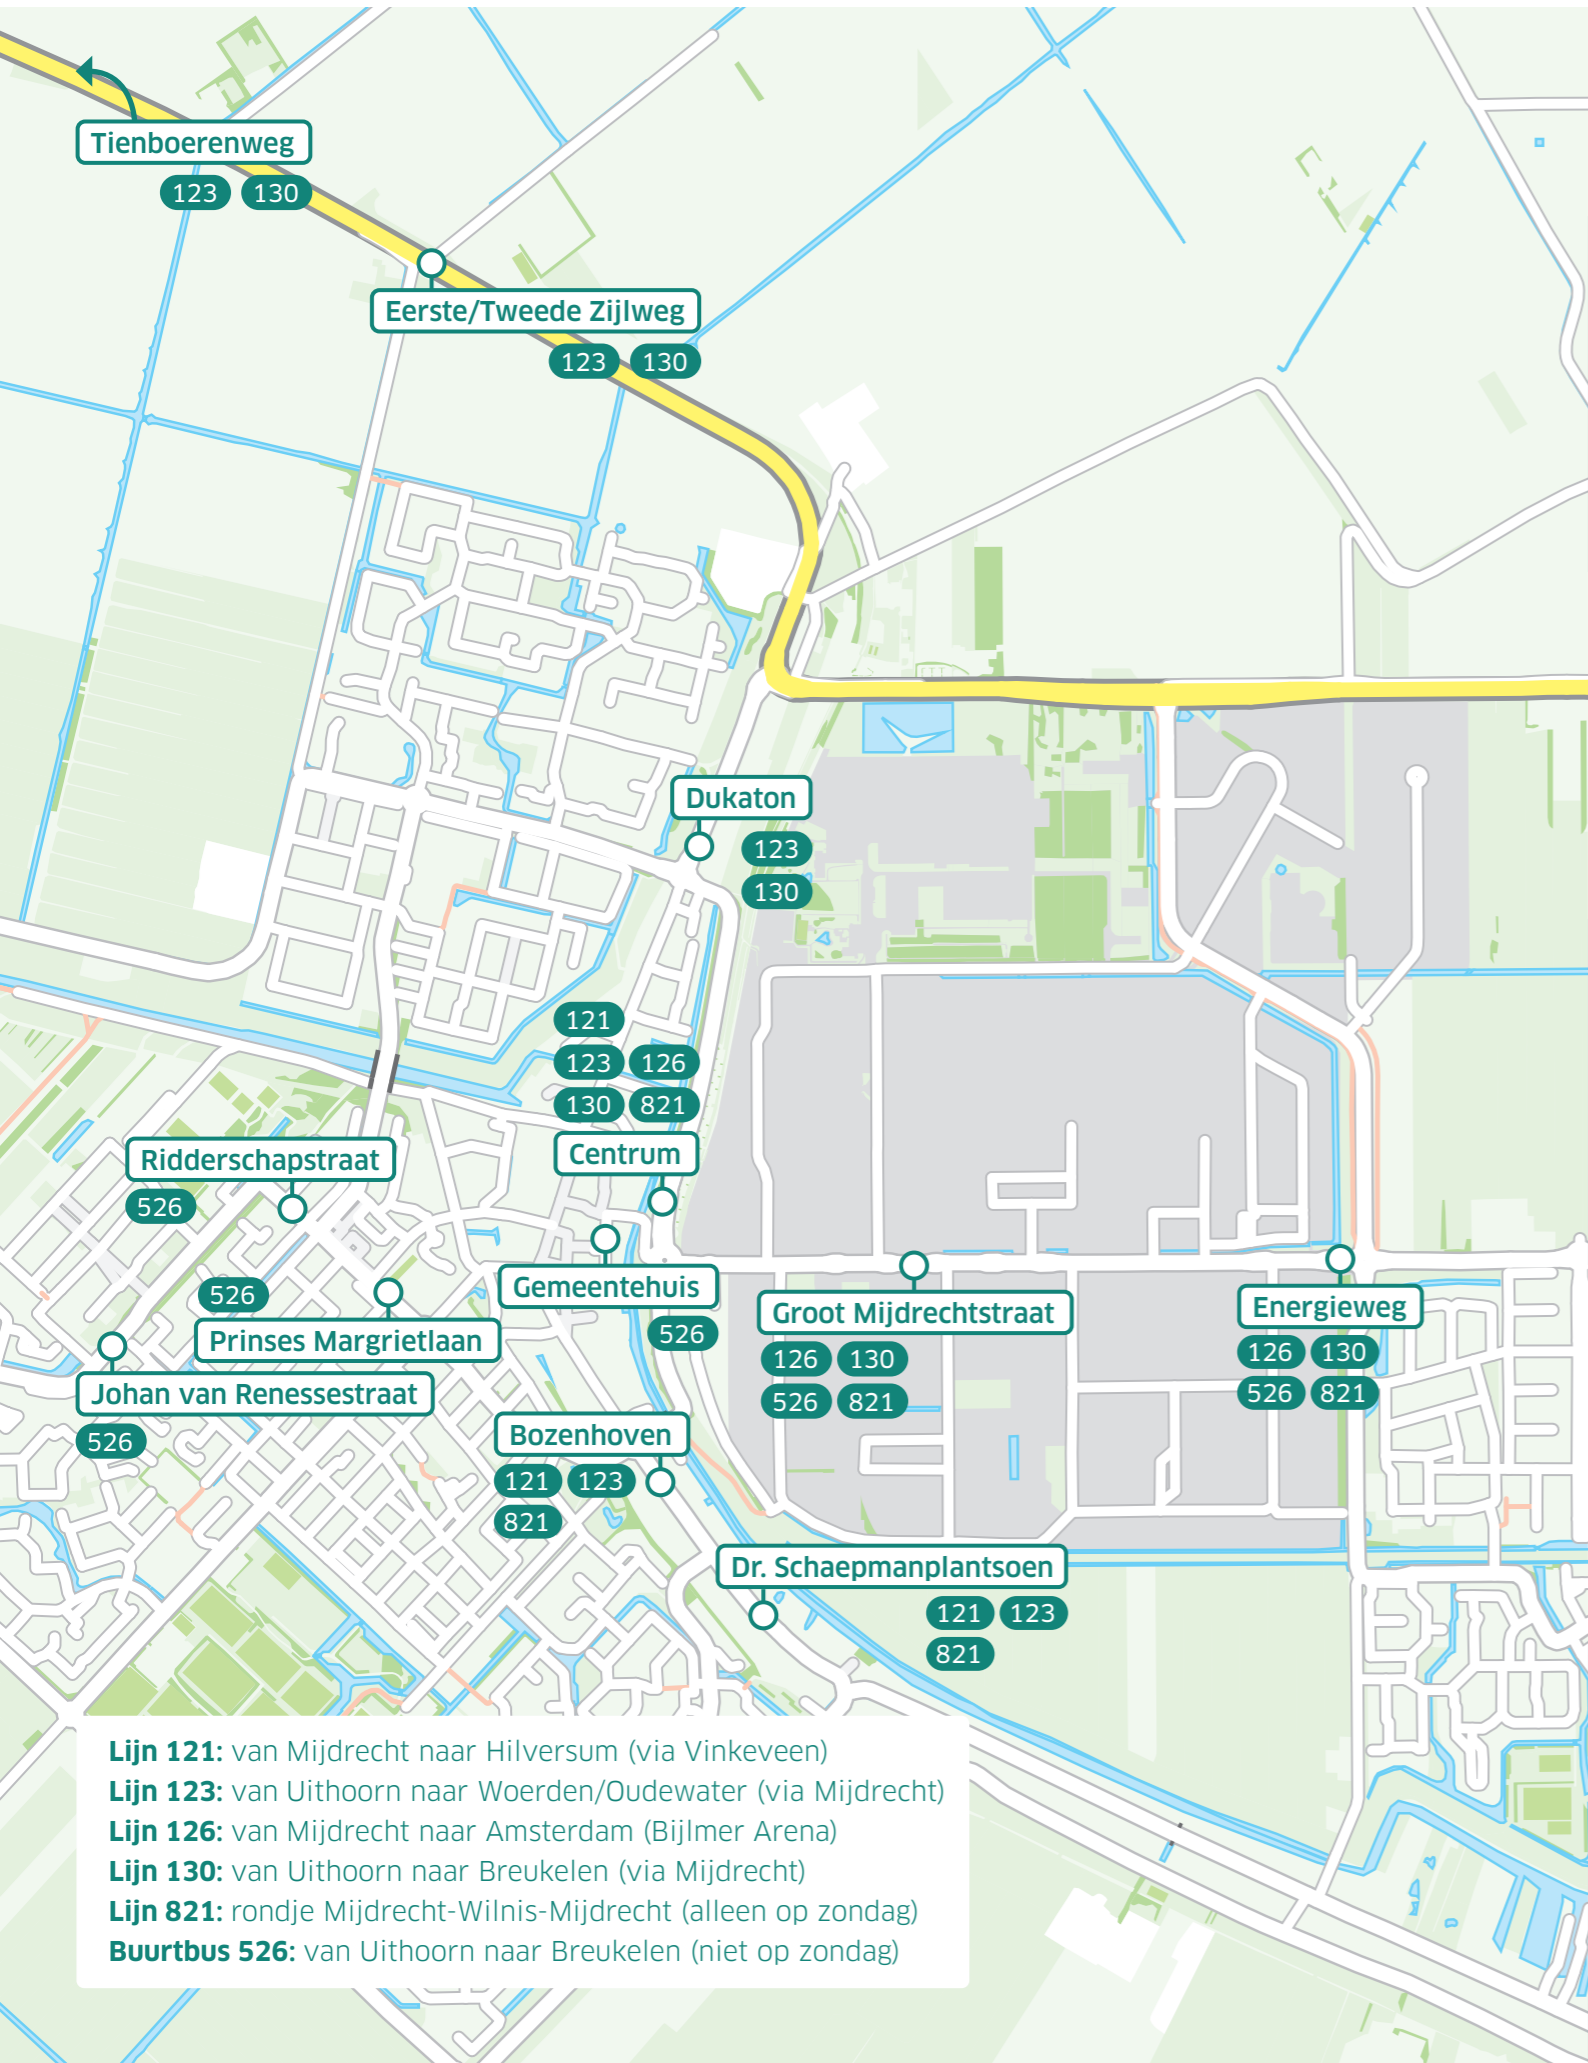 Tienboerenweg
123 130
Eerste/Tweede Zijlweg
123 130
Dukaton
123
130
121
123 126
130 821
Centrum
Ridderschapstraat
526
Gemeentehuis
526
526
Prinses Margrietlaan
Johan van Renessestraat
526
Groot Mijdrechtstraat
126 130
526 821
Energieweg
126 130
526 821
Bozenhoven
121 123
821
Dr. Schaepmanplantsoen
121 123
821
Lijn 121: van Mijdrecht naar Hilversum (via Vinkeveen)
Lijn 123: van Uithoorn naar Woerden/Oudewater (via Mijdrecht)
Lijn 126: van Mijdrecht naar Amsterdam (Bijlmer Arena)
Lijn 130: van Uithoorn naar Breukelen (via Mijdrecht)
Lijn 821: rondje Mijdrecht-Wilnis-Mijdrecht (alleen op zondag)
Buurtbus 526: van Uithoorn naar Breukelen (niet op zondag)